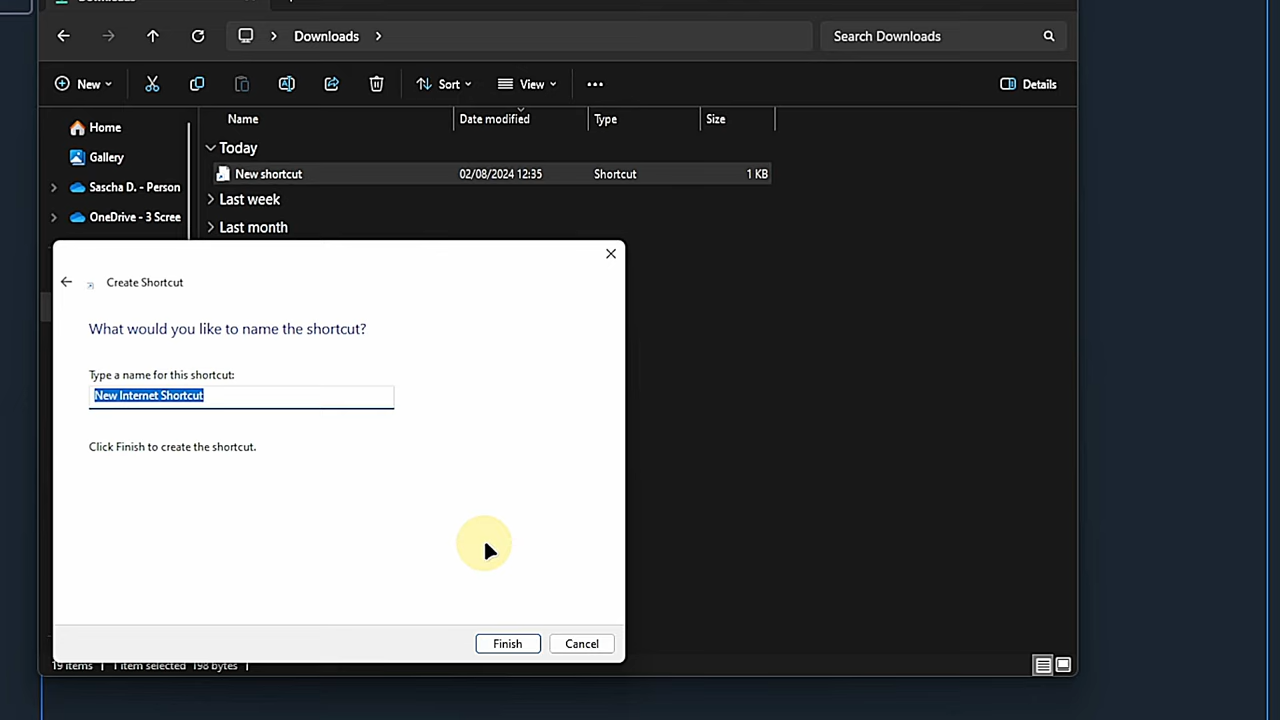 Downloads
Search Downloads
New
Sort
View
Details
Name
Date modified
Type
Size
Home
Gallery
Sascha D. - Person
OneDrive - 3 Scree
Today
New shortcut
02/08/2024 12:35
Shortcut
1 KB
Last week
Last month
Create Shortcut
What would you like to name the shortcut?
Type a name for this shortcut:
New Internet Shortcut
Click Finish to create the shortcut.
Finish
Cancel
19 items
1 item selected 198 bytes